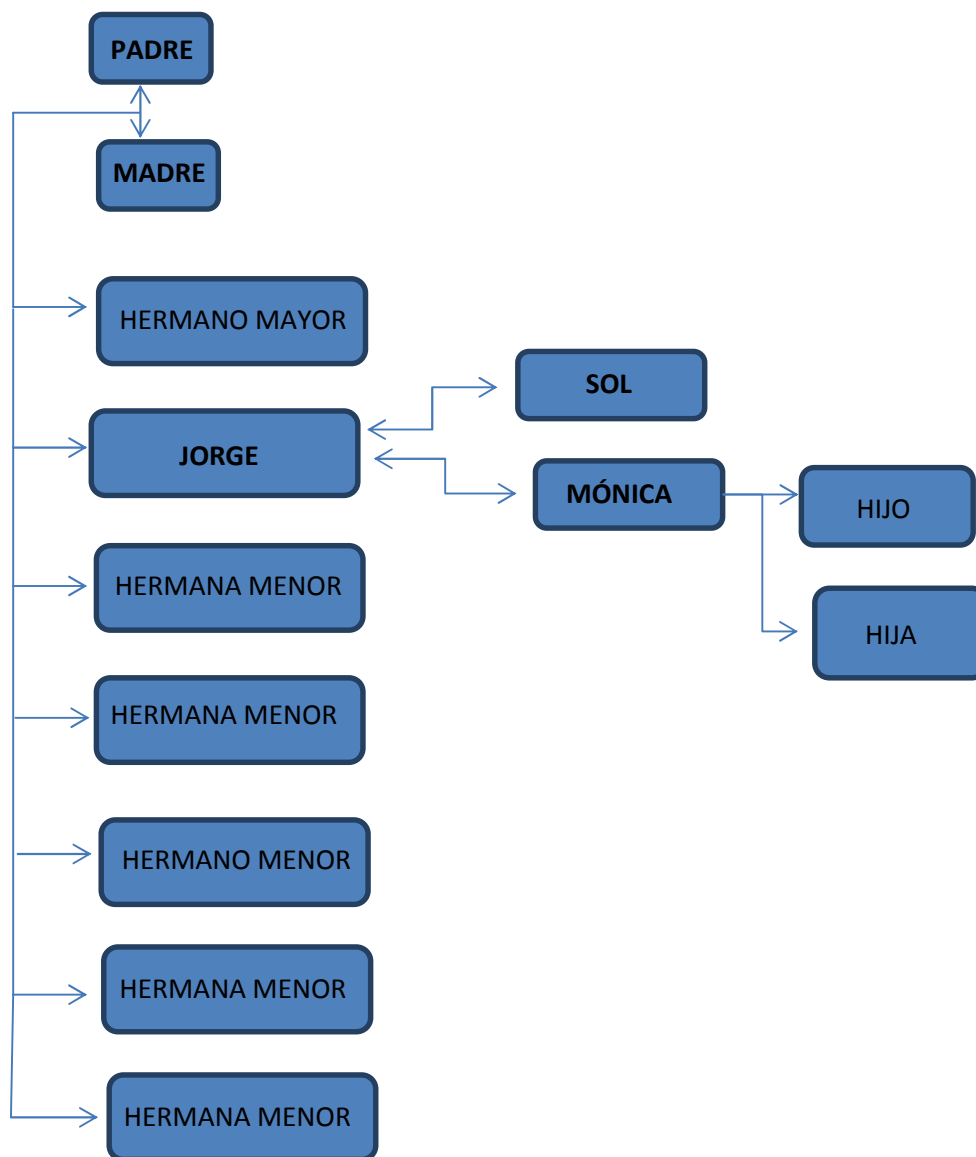 PADRE
MADRE
HERMANO MAYOR
SOL
JORGE
MÓNICA
HIJO
HERMANA MENOR
HIJA
HERMANA MENOR
HERMANO MENOR
HERMANA MENOR
HERMANA MENOR